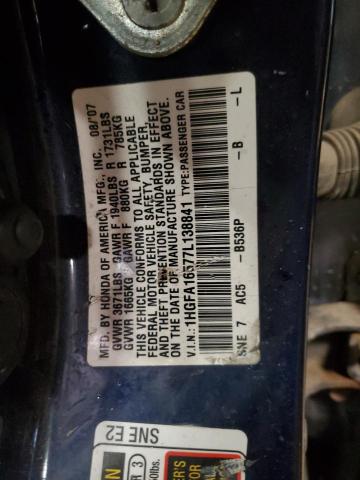 MFD. BY HONDA OF AMERICA MFG., INC. 08/'07
GVWR 3671LBS GAWR F 1940LBS R 1731LBS
GVWR 1665KG GAWR F 880KG R 785KG
THIS VEHICLE CONFORMS TO ALL APPLICABLE
FEDERAL MOTOR VEHICLE SAFETY, BUMPER,
AND THEFT PREVENTION STANDARDS IN EFFECT
ON THE DATE OF MANUFACTURE SHOWN ABOVE.
V.I.N.:1HGFA16577L138841 TYPE:PASSENGER CAR
SNE 7 AC5 -B536P -B -L
SNE E2